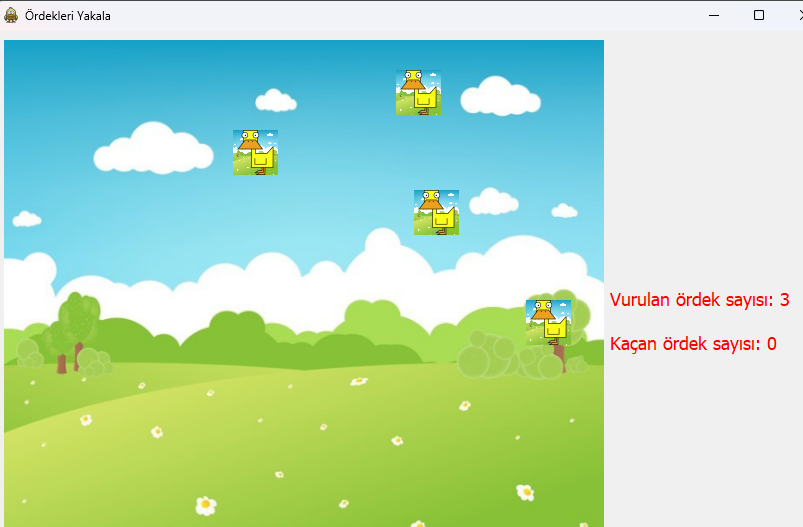 Ördekleri Yakala
Vurulan ördek sayısı: 3
Kaçan ördek sayısı: 0